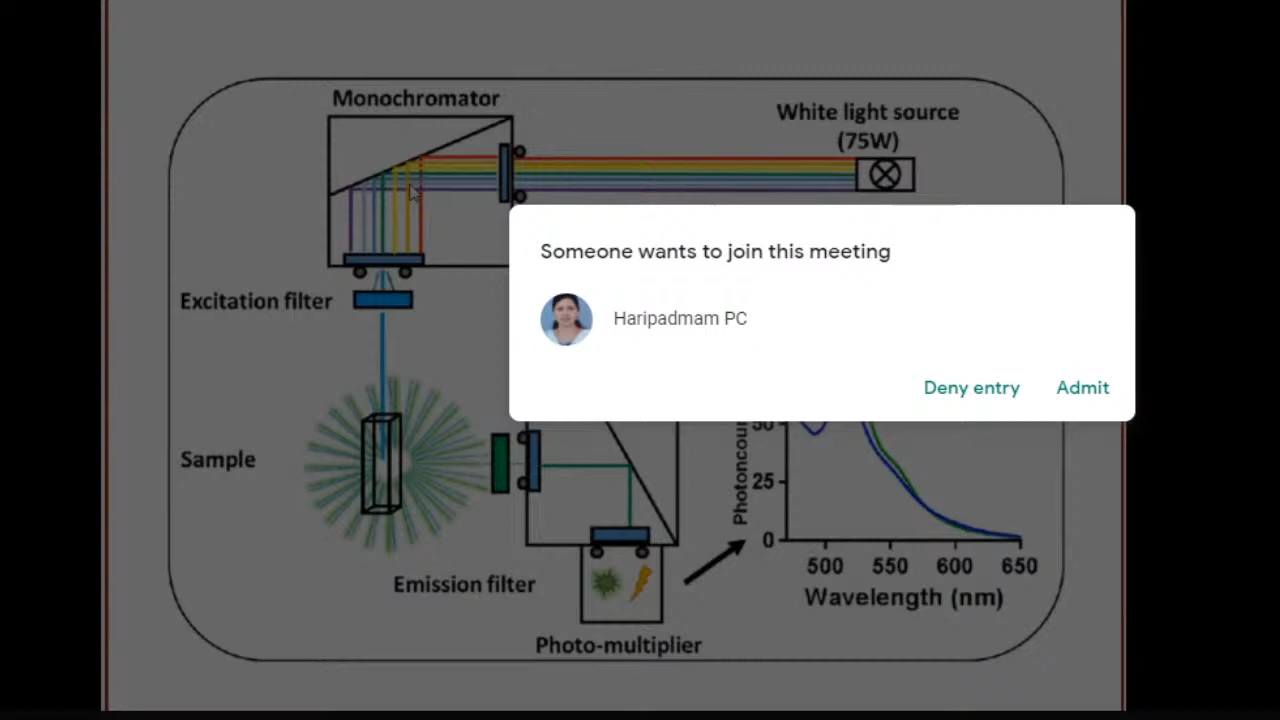 Monochromator
White light source
(75W)
Someone wants to join this meeting
Haripadmam PC
Deny entry
Admit
Excitation filter
Sample
Emission filter
Photo-multiplier
50
25
0
500 550 600 650
Wavelength (nm)